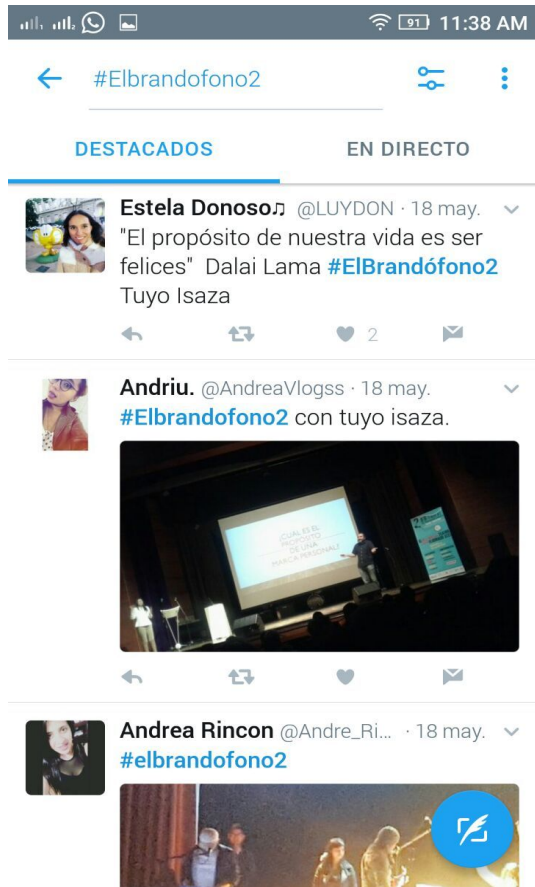 91 11:38 AM
#Elbrandofono2
DESTACADOS EN DIRECTO
Estela Donoso♫ @LUYDON · 18 may.
"El propósito de nuestra vida es ser
felices" Dalai Lama #ElBrandófono2
Tuyo Isaza
2
Andriu. @AndreaVlogss · 18 may.
#Elbrandofono2 con tuyo isaza.
¿CUÁL ES EL
PROPÓSITO
DE UNA
MARCA PERSONAL?
Andrea Rincon @Andre_Ri... · 18 may.
#elbrandofono2